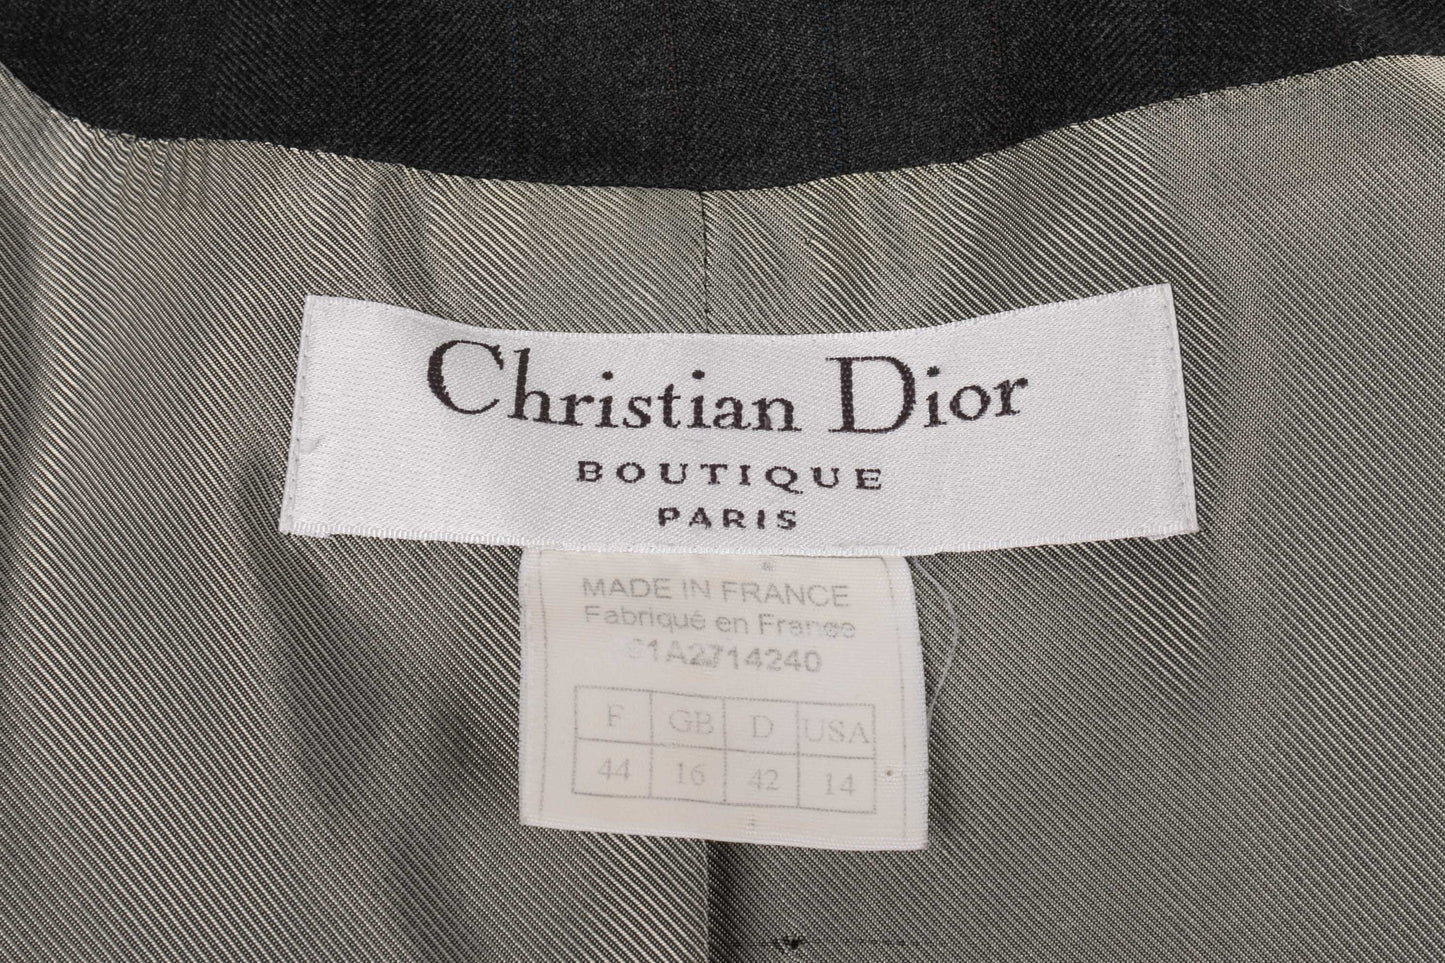 Christian Dior
BOUTIQUE
PARIS
MADE IN FRANCE
Fabriqué en France
F GB D USA
44 16 42 14